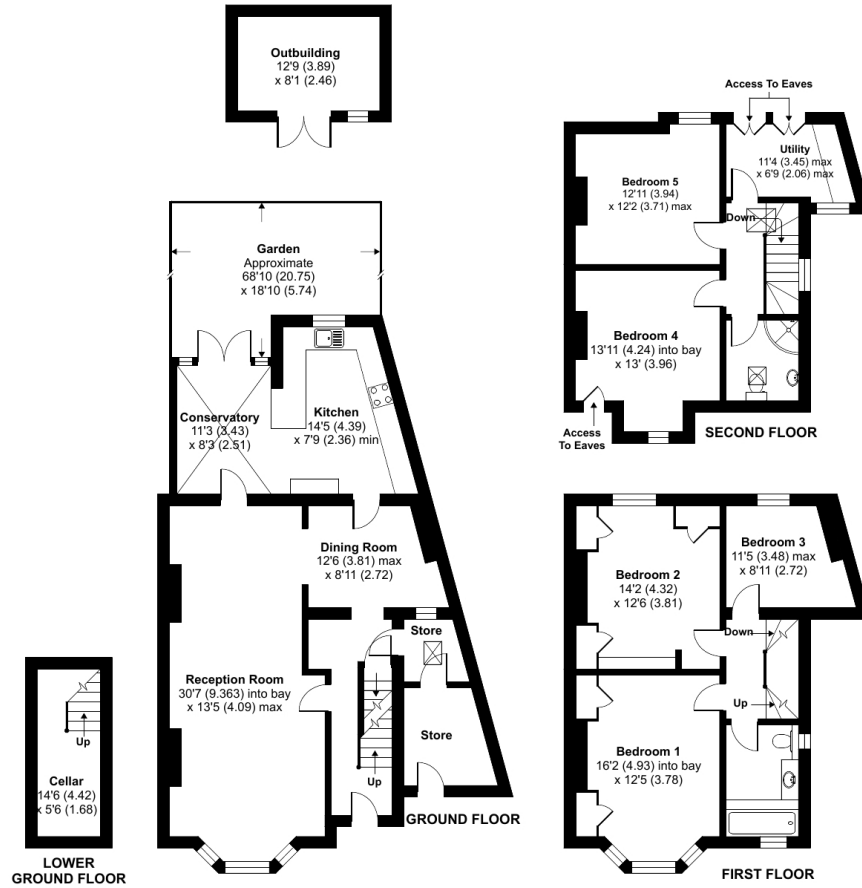 Outbuilding
12'9 (3.89)
x 8'1 (2.46)
Garden
Approximate
68'10 (20.75)
x 18'10 (5.74)
Conservatory
11'3 (3.43)
x 8'3 (2.51)
Kitchen
14'5 (4.39)
x 7'9 (2.36) min
Dining Room
12'6 (3.81) max
x 8'11 (2.72)
Store
Reception Room
30'7 (9.363) into bay
x 13'5 (4.09) max
Store
Up
GROUND FLOOR
Up
Cellar
14'6 (4.42)
x 5'6 (1.68)
LOWER
GROUND FLOOR
Access To Eaves
Utility
11'4 (3.45) max
x 6'9 (2.06) max
Bedroom 5
12'11 (3.94)
x 12'2 (3.71) max
Down
Bedroom 4
13'11 (4.24) into bay
x 13' (3.96)
Access
To Eaves
SECOND FLOOR
Bedroom 3
11'5 (3.48) max
x 8'11 (2.72)
Bedroom 2
14'2 (4.32)
x 12'6 (3.81)
Down
Up
Bedroom 1
16'2 (4.93) into bay
x 12'5 (3.78)
FIRST FLOOR